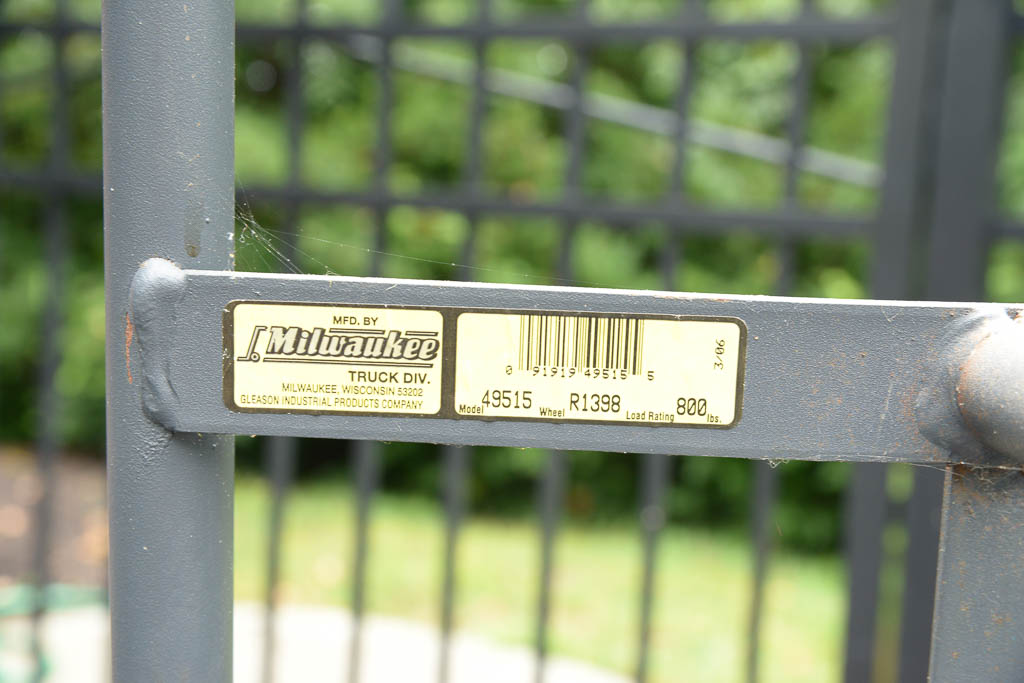 MFD. BY
Milwaukee
TRUCK DIV.
MILWAUKEE, WISCONSIN 53202
GLEASON INDUSTRIAL PRODUCTS COMPANY
0 91919 49515 5
3/06
Model 49515 Wheel R1398 Load Rating 800 lbs.